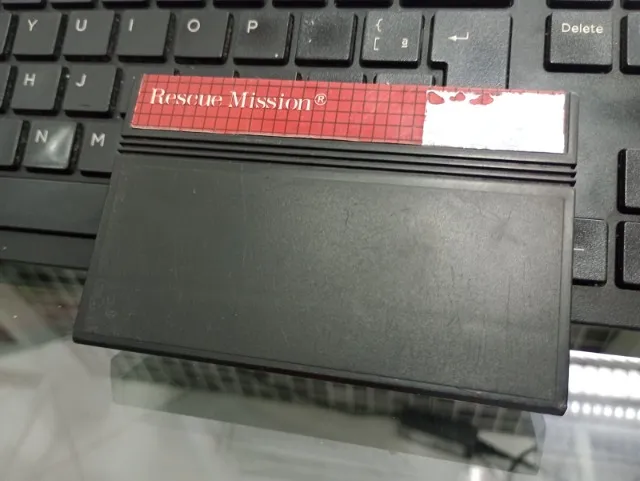 Y U I O P { [ ª ↵ Delete
H J
N M
Rescue Mission®